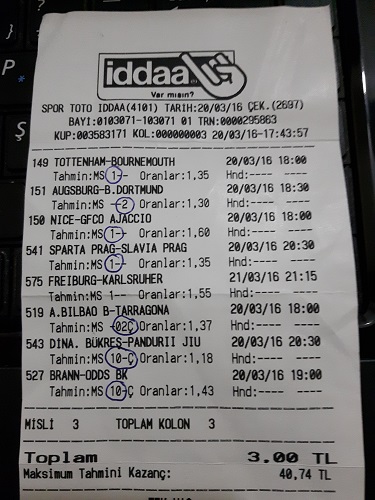 P
Ş
iddaa
Var mısın?
SPOR TOTO IDDAA(4101) TARIH:20/03/16 ÇEK.(2697)
BAYI:0103071-103071 01 TRN:0000295863
KUP:003583171 KOL:000000003 20/03/16-17:43:57
149 TOTTENHAM-BOURNEMOUTH 20/03/16 18:00
Tahmin:MS 1-- Oranlar:1,35 Hnd:---- ----
151 AUGSBURG-B.DORTMUND 20/03/16 18:30
Tahmin:MS --2 Oranlar:1,30 Hnd:---- ----
150 NICE-GFCO AJACCIO 20/03/16 18:00
Tahmin:MS 1-- Oranlar:1,60 Hnd:---- ----
541 SPARTA PRAG-SLAVIA PRAG 20/03/16 20:30
Tahmin:MS 1-- Oranlar:1,35 Hnd:---- ----
575 FREIBURG-KARLSRUHER 21/03/16 21:15
Tahmin:MS 1-- Oranlar:1,55 Hnd:---- ----
519 A.BILBAO B-TARRAGONA 20/03/16 18:00
Tahmin:MS -02Ç Oranlar:1,37 Hnd:---- ----
543 DINA. BÜKREŞ-PANDURII JIU 20/03/16 20:30
Tahmin:MS 10-Ç Oranlar:1,18 Hnd:---- ----
527 BRANN-ODDS BK 20/03/16 19:00
Tahmin:MS 10-Ç Oranlar:1,43 Hnd:---- ----
MİSLİ 3 TOPLAM KOLON 3
Toplam 3.00 TL
Maksimum Tahmini Kazanç: 40,74 TL